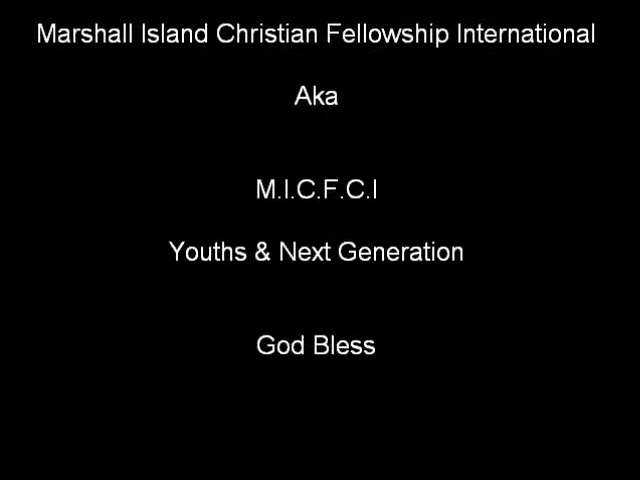 Marshall Island Christian Fellowship International
Aka
M.I.C.F.C.I
Youths & Next Generation
God Bless